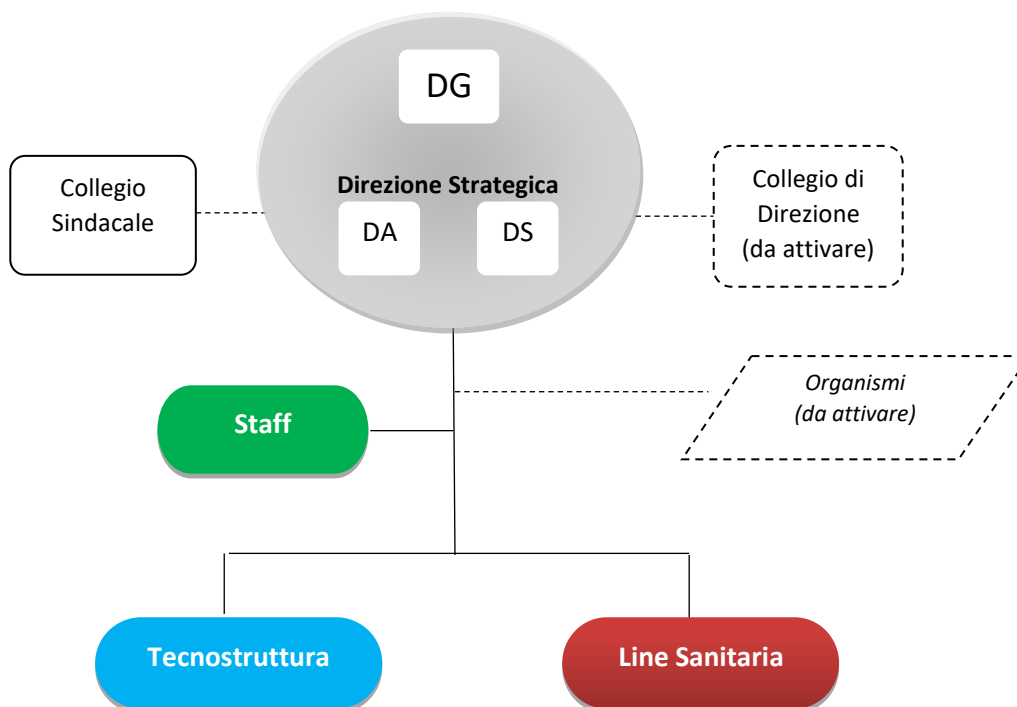 DG
Direzione Strategica
DA
DS
Collegio
Sindacale
Collegio di
Direzione
(da attivare)
Organismi
(da attivare)
Staff
Tecnostruttura
Line Sanitaria